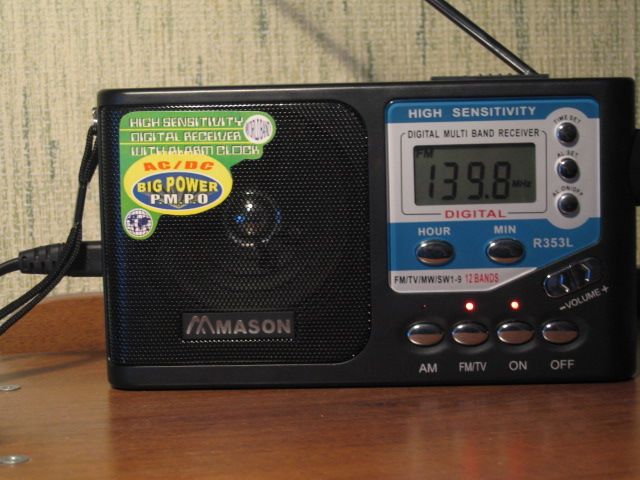 HIGH SENSITIVITY
DIGITAL RECEIVER
WITH ALARM CLOCK
WORLDBAND
AC/DC
BIG POWER
P.M.P.O
MASON
HIGH SENSITIVITY
DIGITAL MULTI BAND RECEIVER
FM
139.8 MHz
DIGITAL
TIME SET
AL SET
AL ON/OFF
HOUR
MIN
R353L
FM/TV/MW/SW1-9 12 BANDS
-VOLUME+
AM
FM/TV
ON
OFF